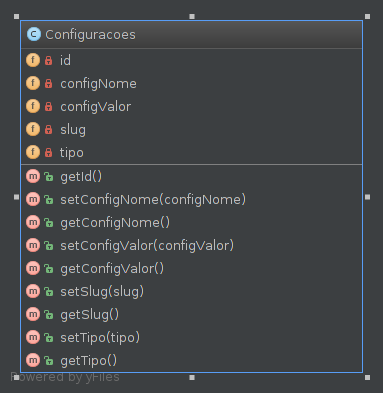 C Configuracoes
f id
f configNome
f configValor
f slug
f tipo
m getId()
m setConfigNome(configNome)
m getConfigNome()
m setConfigValor(configValor)
m getConfigValor()
m setSlug(slug)
m getSlug()
m setTipo(tipo)
m getTipo()
Powered by yFiles